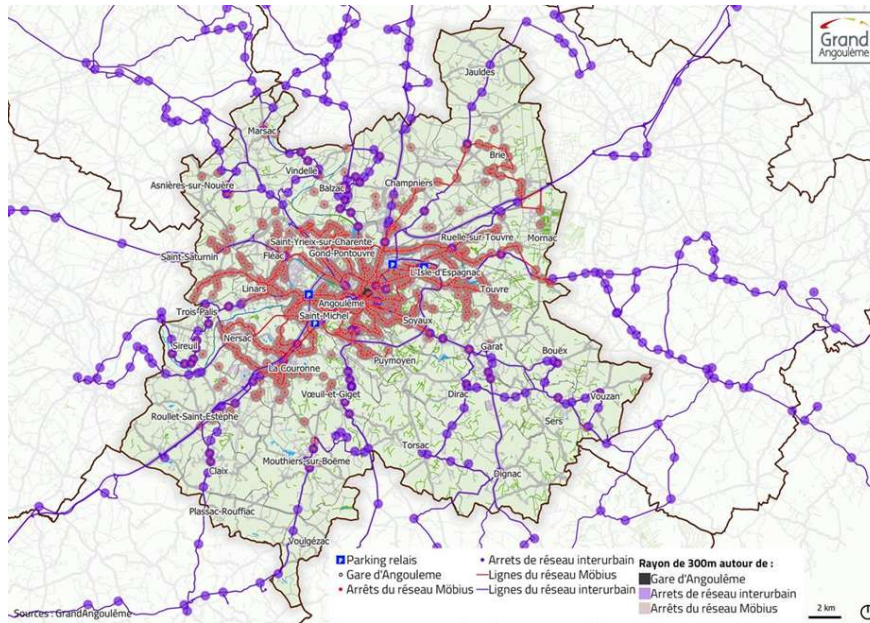 Grand
Angoulême
Jauldes
Marsac
Brie
Vindelle
Asnières-sur-Nouère
Balzac
Champniers
Saint-Yrieix-sur-Charente
Ruelle-sur-Touvre
Mornac
Gond-Pontouvre
Saint-Saturnin
Fléac
L'Isle-d'Espagnac
Linars
Touvre
Angoulême
Trois-Palis
Saint-Michel
Soyaux
Nersac
Sireuil
Garat
Bouëx
Puymoyen
La Couronne
Vœuil-et-Giget
Dirac
Vouzan
Roullet-Saint-Estèphe
Sers
Torsac
Mouthiers-sur-Boëme
Claix
Dignac
Plassac-Rouffiac
Voulgézac
P Parking relais
Gare d'Angouleme
Arrêts du réseau Möbius
Arrets de réseau interurbain
Lignes du réseau Möbius
Lignes du réseau interurbain
Rayon de 300m autour de :
Gare d'Angoulême
Arrets de réseau interurbain
Arrêts du réseau Möbius
2 km
Sources : GrandAngoulême